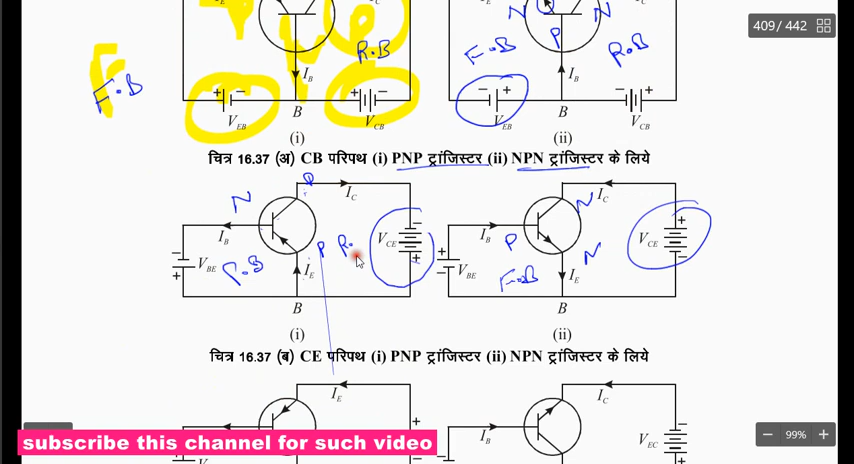 409 / 442
N
N
P
R.B
F.B
R.B
F.B
I_B
I_B
+ −
+ −
− +
− +
V_EB
B
V_CB
V_EB
B
V_CB
(i)
(ii)
चित्र 16.37 (अ) CB परिपथ (i) PNP ट्रांजिस्टर (ii) NPN ट्रांजिस्टर के लिये
N
P
I_C
N
I_C
I_B
P
R.
V_CE
−
+
I_B
P
N
V_CE
+
−
−
+
V_BE
F.B
I_E
+
−
V_BE
F.B
I_E
B
B
(i)
(ii)
चित्र 16.37 (ब) CE परिपथ (i) PNP ट्रांजिस्टर (ii) NPN ट्रांजिस्टर के लिये
I_E
I_C
+
−
I_B
V_EC
−
+
subscribe this channel for such video
− 99% +